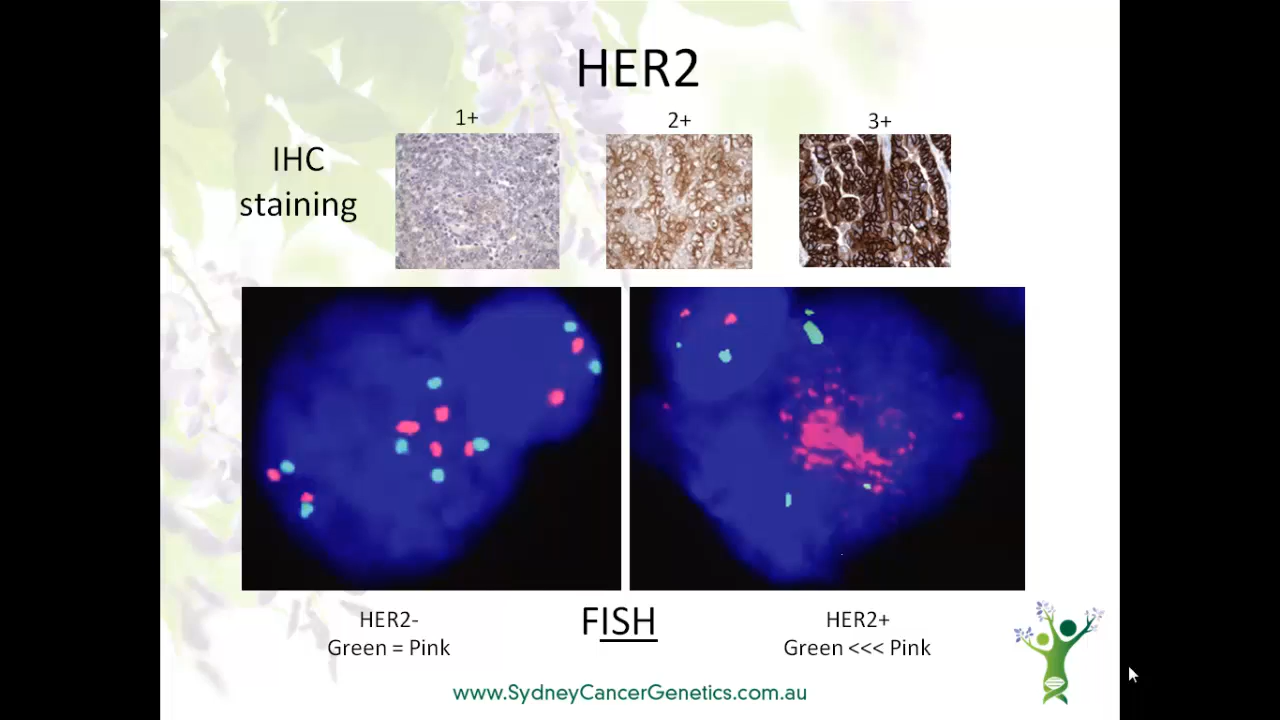 HER2
1+
2+
3+
IHC
staining
HER2-
Green = Pink
FISH
HER2+
Green <<< Pink
www.SydneyCancerGenetics.com.au